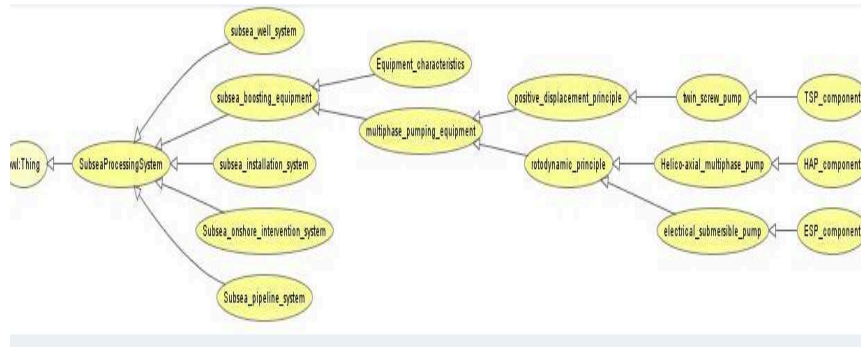 subsea_well_system
Equipment_characteristics
subsea_boosting_equipment
positive_displacement_principle
twin_screw_pump
TSP_component
multiphase_pumping_equipment
owl:Thing
SubseaProcessingSystem
subsea_installation_system
rotodynamic_principle
Helico-axial_multiphase_pump
HAP_component
Subsea_onshore_intervention_system
electrical_submersible_pump
ESP_component
Subsea_pipeline_system